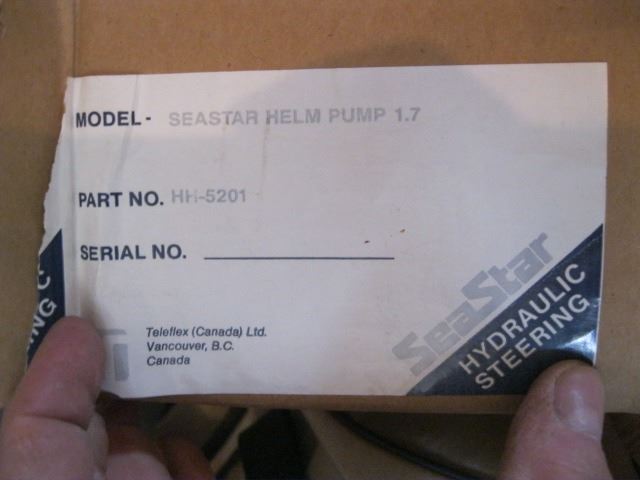 MODEL- SEASTAR HELM PUMP 1.7
PART NO. HH-5201
SERIAL NO.
Teleflex (Canada) Ltd.
Vancouver, B.C.
Canada
SeaStar
HYDRAULIC
STEERING